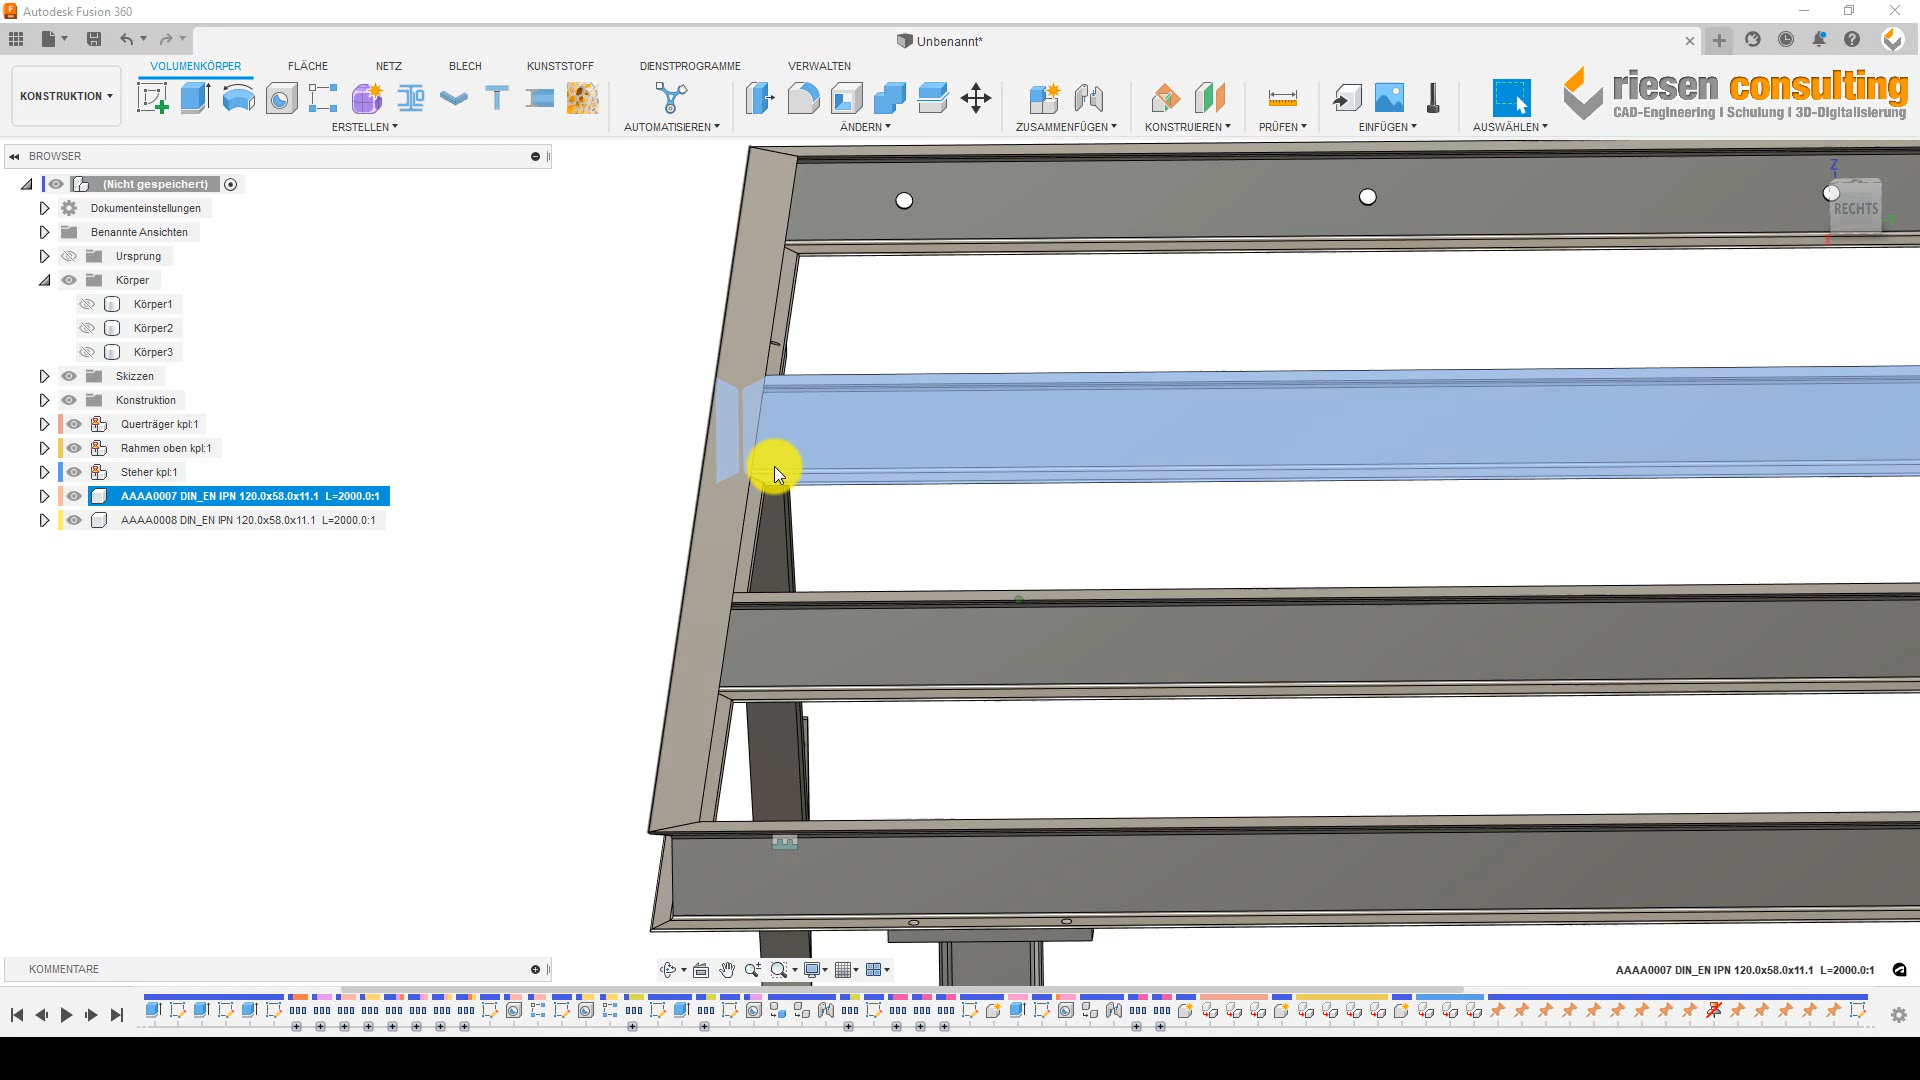 Autodesk Fusion 360
Unbenannt*
VOLUMENKÖRPER FLÄCHE NETZ BLECH KUNSTSTOFF DIENSTPROGRAMME VERWALTEN
KONSTRUKTION
ERSTELLEN AUTOMATISIEREN ÄNDERN ZUSAMMENFÜGEN KONSTRUIEREN PRÜFEN EINFÜGEN AUSWÄHLEN
riesen consulting
CAD-Engineering I Schulung I 3D-Digitalisierung
BROWSER
(Nicht gespeichert)
Dokumenteinstellungen
Benannte Ansichten
Ursprung
Körper
Körper1
Körper2
Körper3
Skizzen
Konstruktion
Querträger kpl:1
Rahmen oben kpl:1
Steher kpl:1
AAAA0007 DIN_EN IPN 120.0x58.0x11.1 L=2000.0:1
AAAA0008 DIN_EN IPN 120.0x58.0x11.1 L=2000.0:1
Z
RECHTS
KOMMENTARE
AAAA0007 DIN_EN IPN 120.0x58.0x11.1 L=2000.0:1